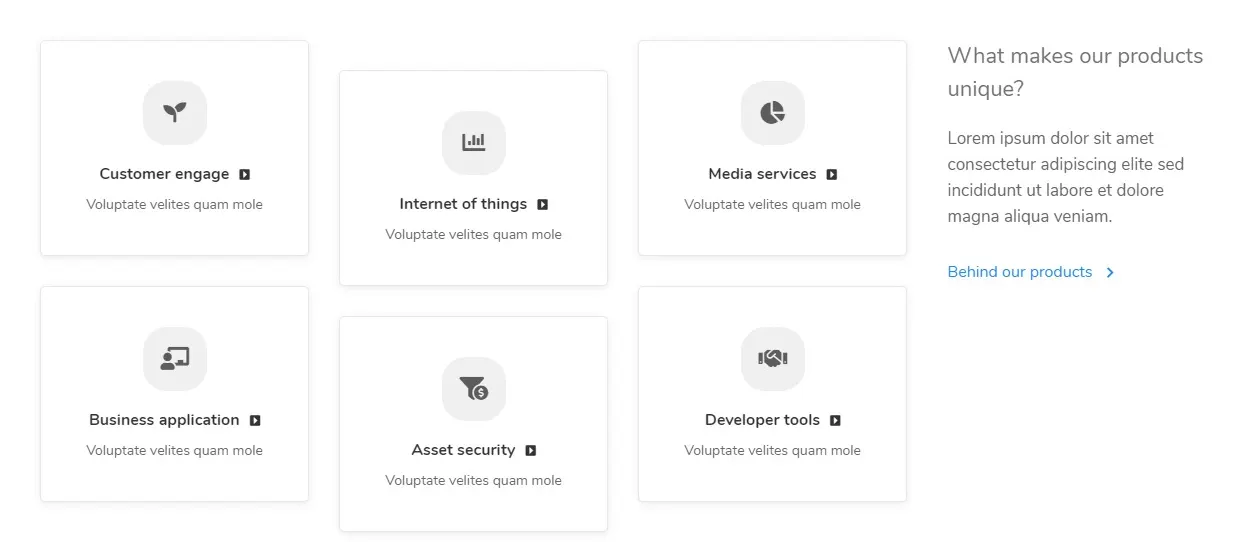 Customer engage
Voluptate velites quam mole
Internet of things
Voluptate velites quam mole
Media services
Voluptate velites quam mole
Business application
Voluptate velites quam mole
Asset security
Voluptate velites quam mole
Developer tools
Voluptate velites quam mole
What makes our products
unique?
Lorem ipsum dolor sit amet
consectetur adipiscing elite sed
incididunt ut labore et dolore
magna aliqua veniam.
Behind our products